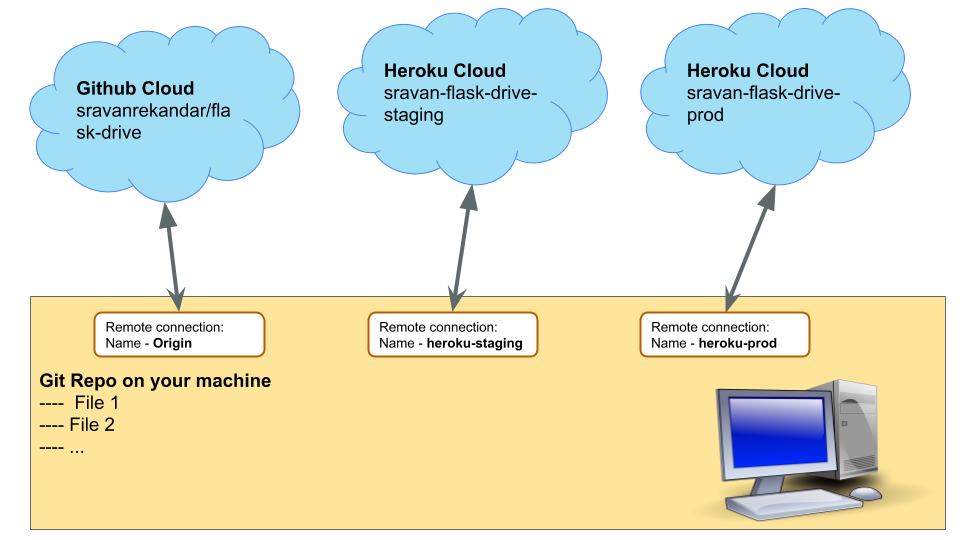 Github Cloud
sravanrekandar/fla
sk-drive
Heroku Cloud
sravan-flask-drive-
staging
Heroku Cloud
sravan-flask-drive-
prod
Remote connection:
Name - Origin
Remote connection:
Name - heroku-staging
Remote connection:
Name - heroku-prod
Git Repo on your machine
---- File 1
---- File 2
---- ...